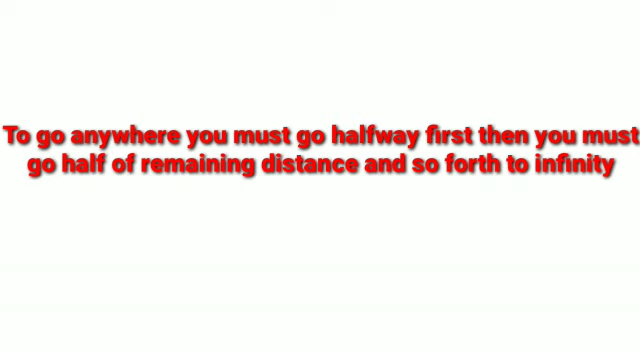 To go anywhere you must go halfway first then you must
go half of remaining distance and so forth to infinity